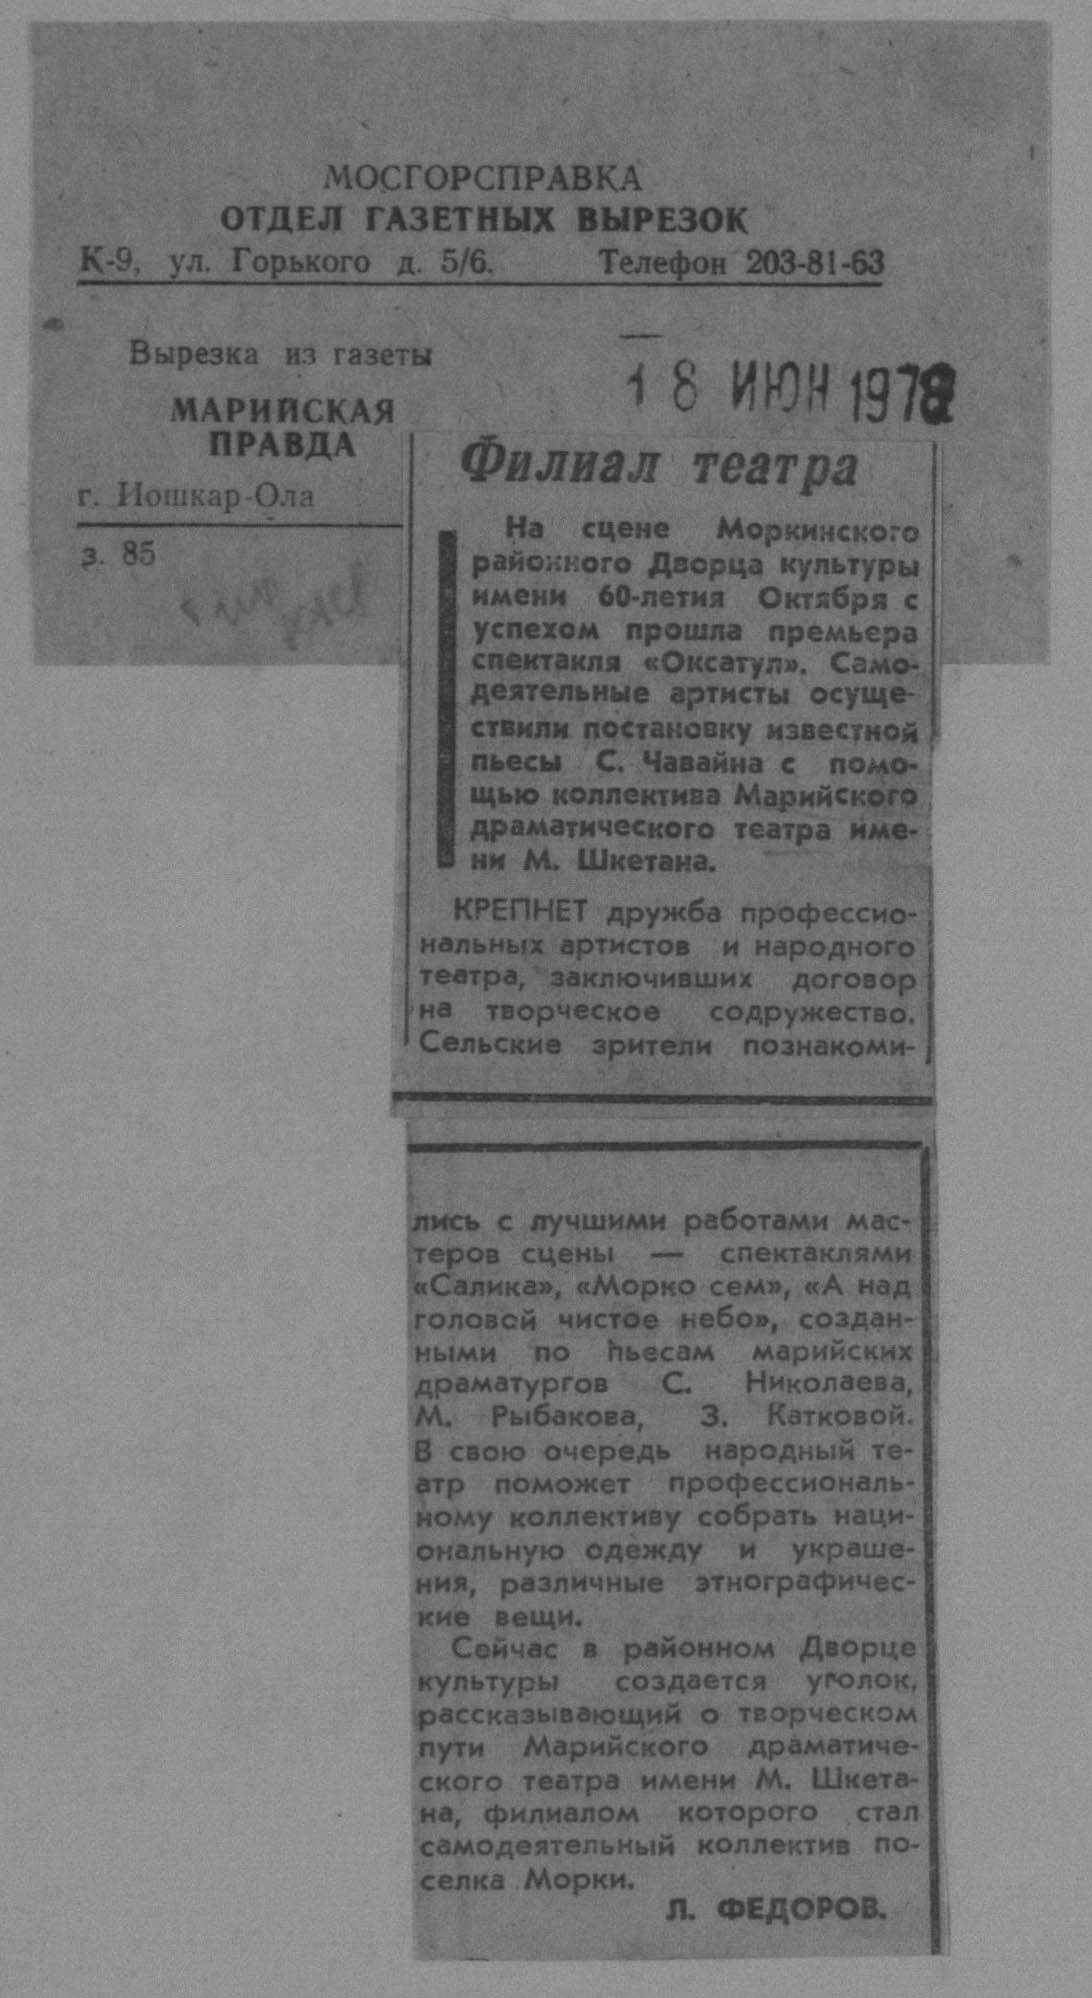 МОСГОРСПРАВКА
ОТДЕЛ ГАЗЕТНЫХ ВЫРЕЗОК
К-9, ул. Горького д. 5/6. Телефон 203-81-63
Вырезка из газеты
МАРИЙСКАЯ
ПРАВДА
г. Йошкар-Ола
з. 85
18 ИЮН 1978
Филиал театра
На сцене Моркинского
районного Дворца культуры
имени 60-летия Октября с
успехом прошла премьера
спектакля «Оксатул». Само-
деятельные артисты осуще-
ствили постановку известной
пьесы С. Чавайна с помо-
щью коллектива Марийского
драматического театра име-
ни М. Шкетана.
КРЕПНЕТ дружба профессио-
нальных артистов и народного
театра, заключивших договор
на творческое содружество.
Сельские зрители познакоми-
лись с лучшими работами мас-
теров сцены — спектаклями
«Салика», «Морко сем», «А над
головой чистое небо», создан-
ными по пьесам марийских
драматургов С. Николаева,
М. Рыбакова, З. Катковой.
В свою очередь народный те-
атр поможет профессиональ-
ному коллективу собрать наци-
ональную одежду и украше-
ния, различные этнографичес-
кие вещи.
Сейчас в районном Дворце
культуры создается уголок,
рассказывающий о творческом
пути Марийского драматиче-
ского театра имени М. Шкета-
на, филиалом которого стал
самодеятельный коллектив по-
селка Морки.
Л. ФЕДОРОВ.